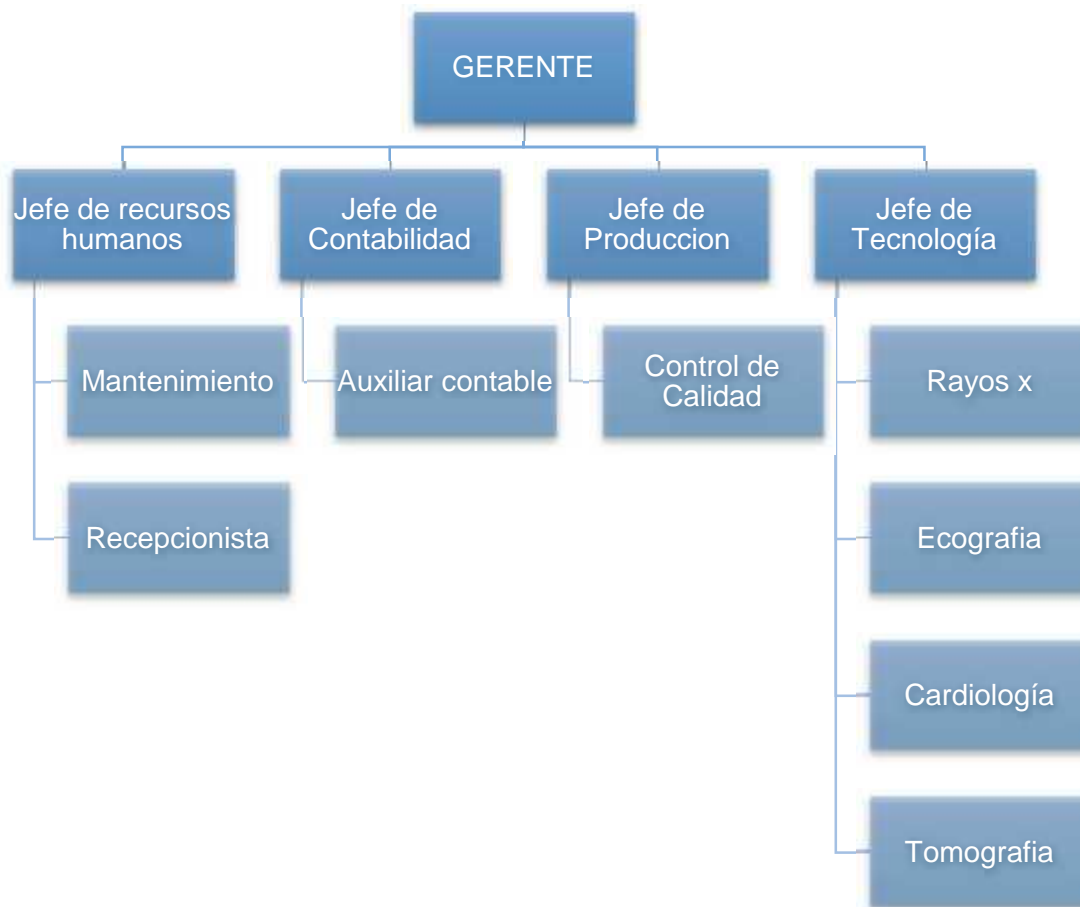 GERENTE
Jefe de recursos
humanos
Jefe de
Contabilidad
Jefe de
Produccion
Jefe de
Tecnología
Mantenimiento
Recepcionista
Auxiliar contable
Control de
Calidad
Rayos x
Ecografia
Cardiología
Tomografia